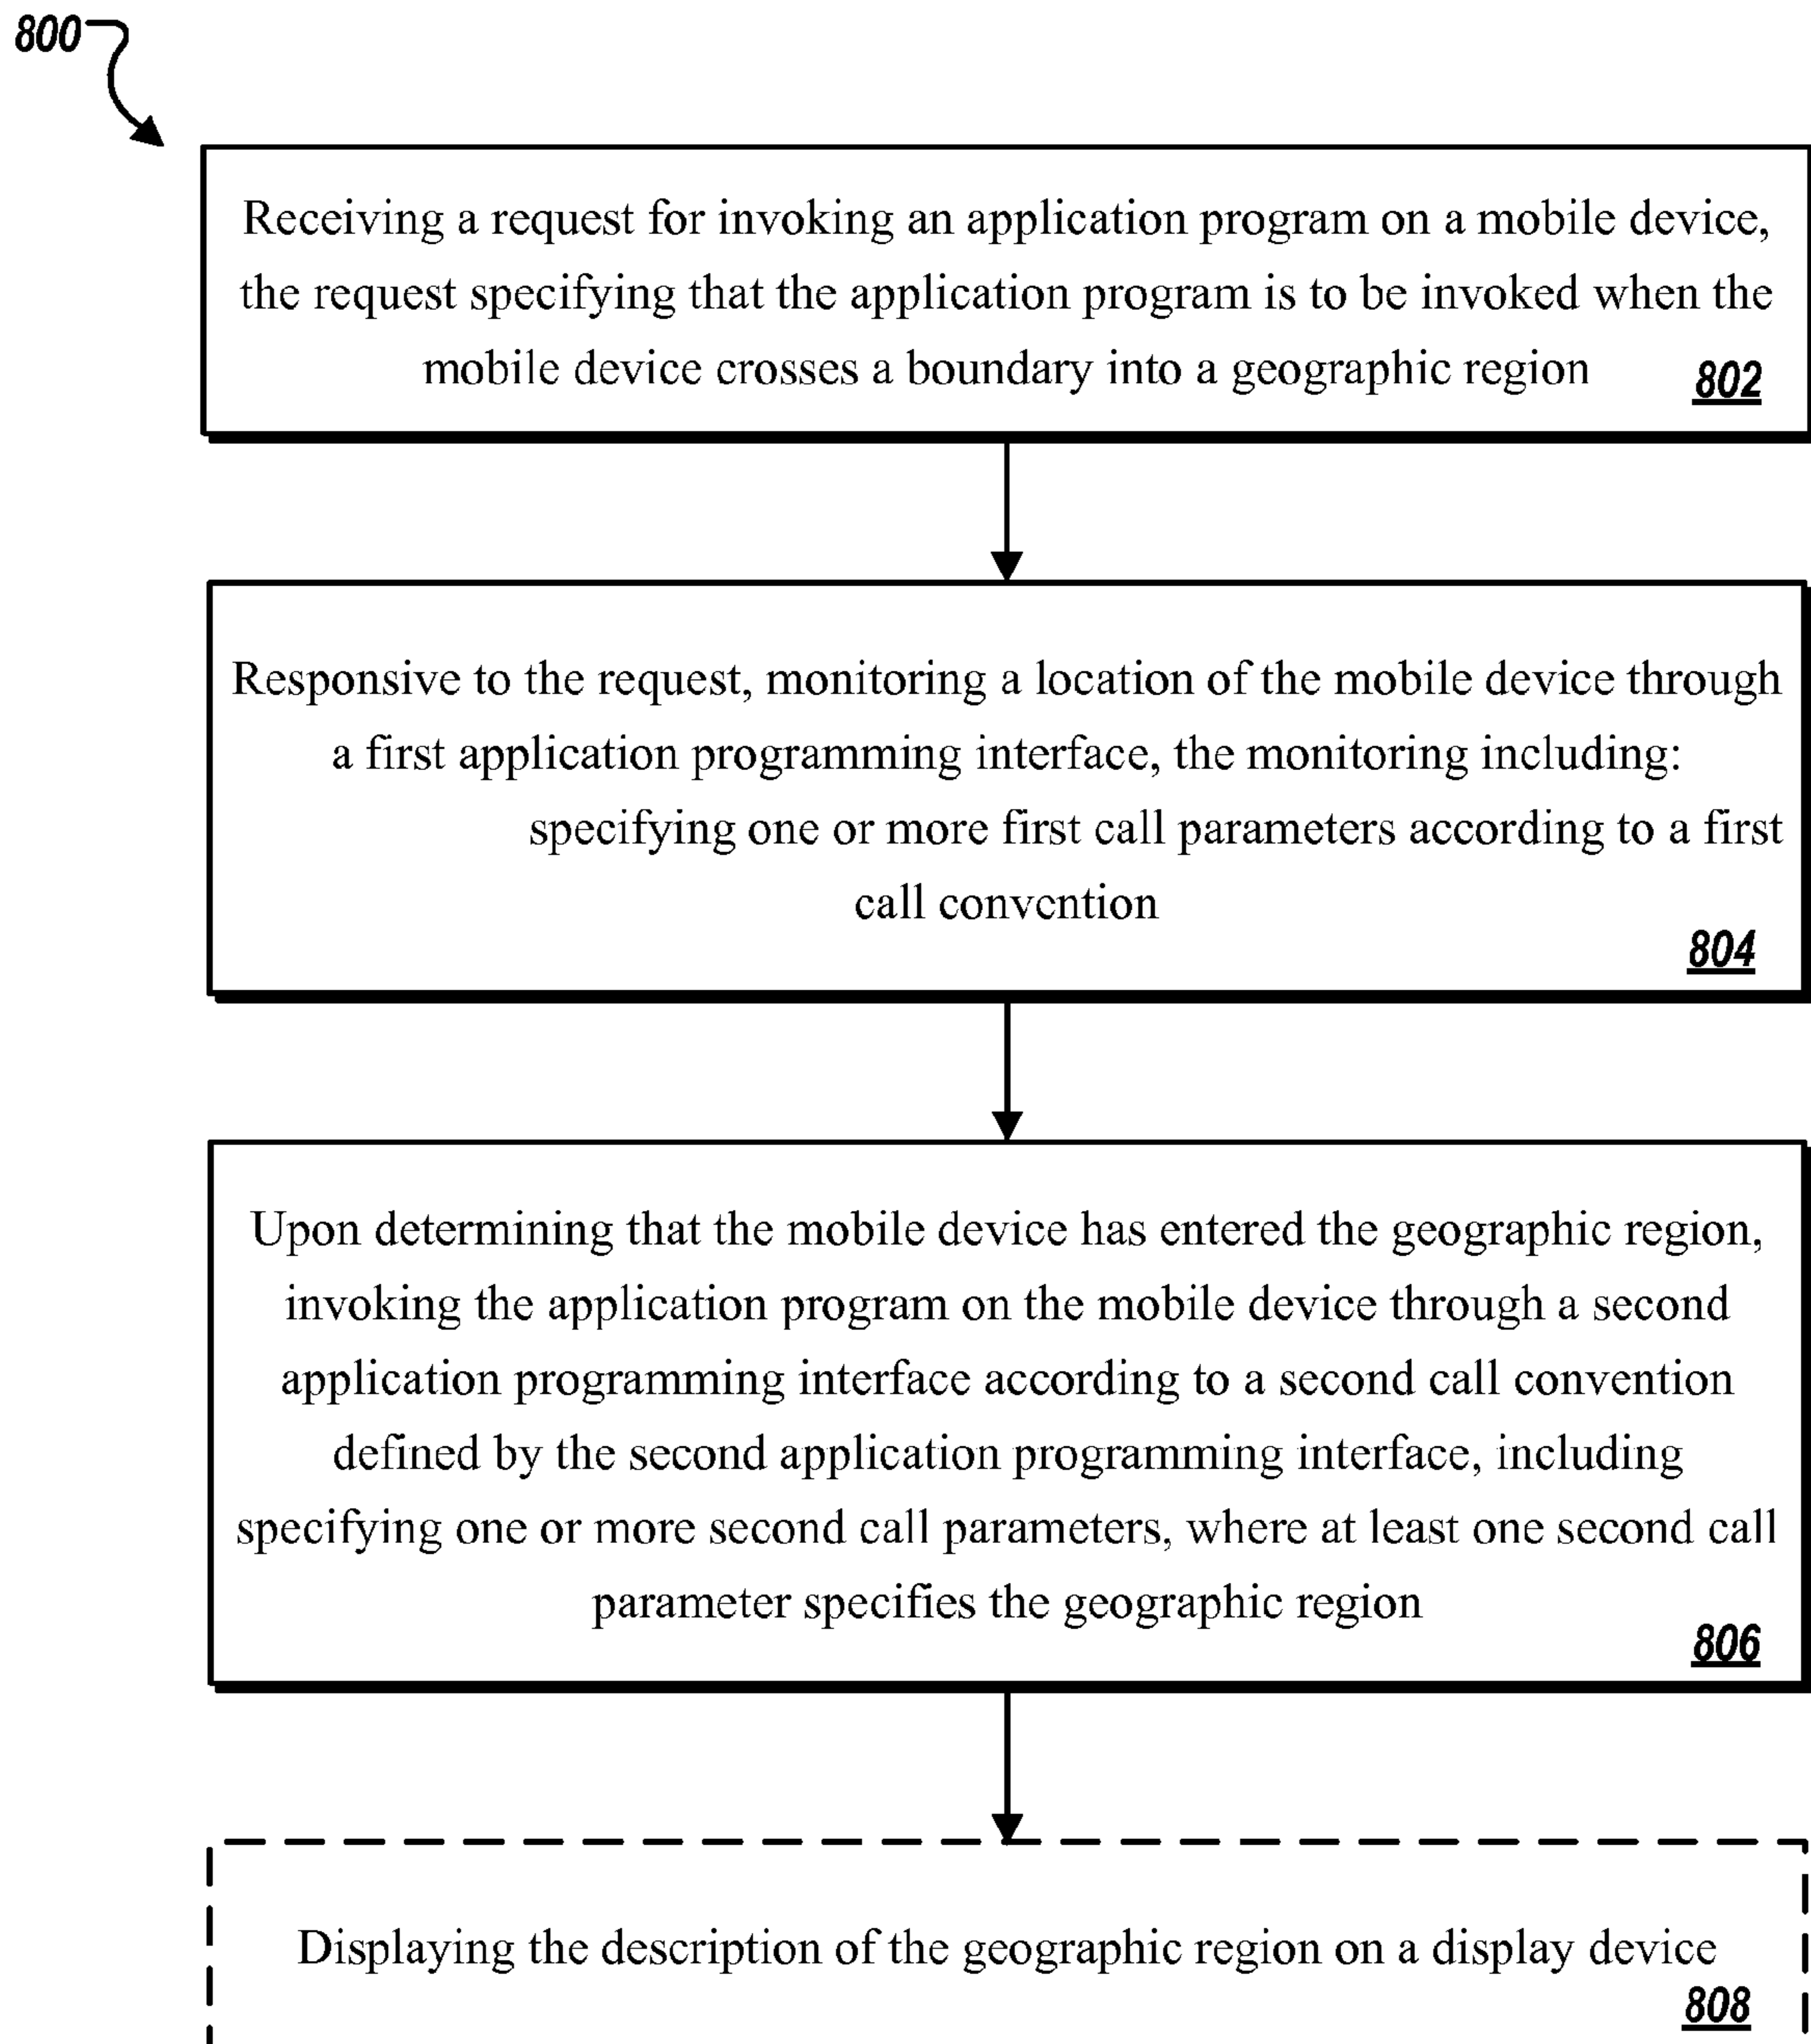 800
Receiving a request for invoking an application program on a mobile device,
the request specifying that the application program is to be invoked when the
mobile device crosses a boundary into a geographic region
802
Responsive to the request, monitoring a location of the mobile device through
a first application programming interface, the monitoring including:
specifying one or more first call parameters according to a first
call convention
804
Upon determining that the mobile device has entered the geographic region,
invoking the application program on the mobile device through a second
application programming interface according to a second call convention
defined by the second application programming interface, including
specifying one or more second call parameters, where at least one second call
parameter specifies the geographic region
806
Displaying the description of the geographic region on a display device
808